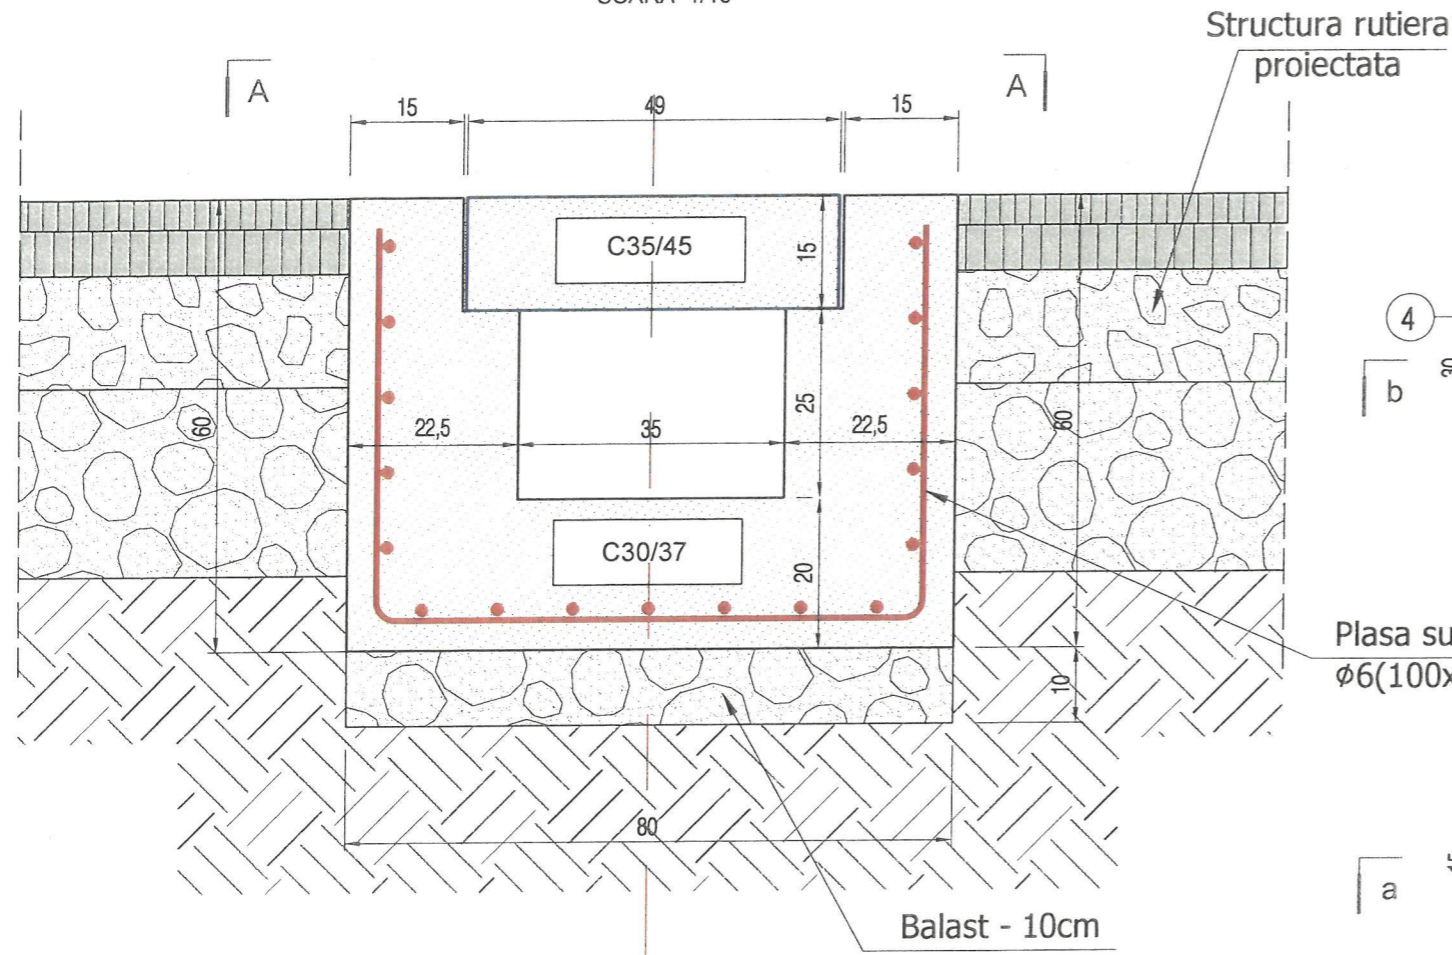 Structura rutiera
proiectata
A
A
15
49
15
C35/45
15
4
b
60
22,5
35
25
22,5
60
C30/37
20
Plasa su
ϕ6(100x
10
80
a
Balast - 10cm